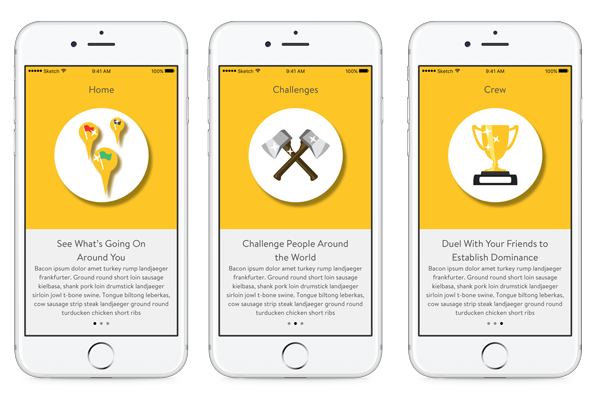 Sketch 9:41 AM 100%
Home
See What's Going On
Around You
Bacon ipsum dolor amet turkey rump landjaeger
frankfurter. Ground round short loin sausage
kielbasa, shank pork loin drumstick landjaeger
sirloin jowl t-bone swine. Tongue biltong leberkas,
cow sausage strip steak landjaeger ground round
turducken chicken short ribs
Sketch 9:41 AM 100%
Challenges
Challenge People Around
the World
Bacon ipsum dolor amet turkey rump landjaeger
frankfurter. Ground round short loin sausage
kielbasa, shank pork loin drumstick landjaeger
sirloin jowl t-bone swine. Tongue biltong leberkas,
cow sausage strip steak landjaeger ground round
turducken chicken short ribs
Sketch 9:41 AM 100%
Crew
Duel With Your Friends to
Establish Dominance
Bacon ipsum dolor amet turkey rump landjaeger
frankfurter. Ground round short loin sausage
kielbasa, shank pork loin drumstick landjaeger
sirloin jowl t-bone swine. Tongue biltong leberkas,
cow sausage strip steak landjaeger ground round
turducken chicken short ribs